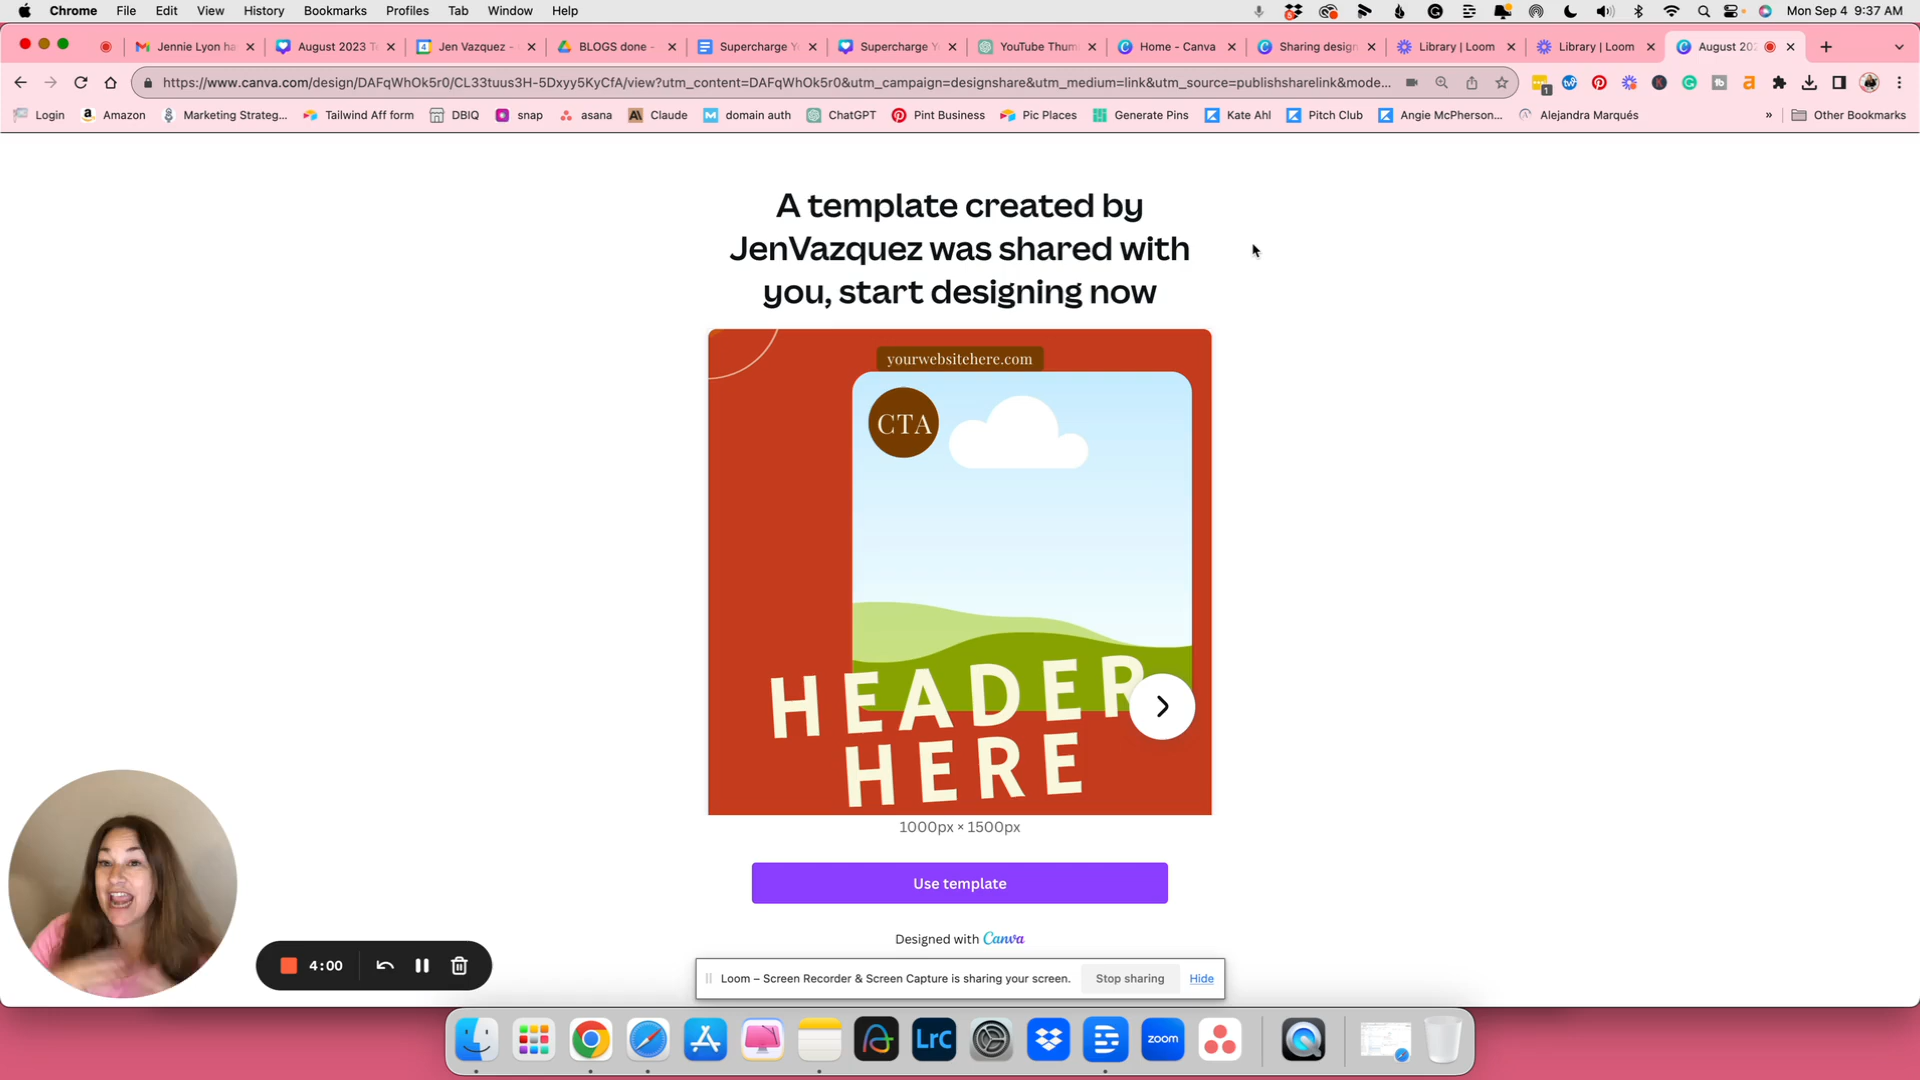 Chrome File Edit View History Bookmarks Profiles Tab Window Help Mon Sep 4 9:37 AM
Jennie Lyon ha August 2023 T Jen Vazquez - BLOGS done - Supercharge Y Supercharge Y YouTube Thum Home - Canva Sharing design Library | Loom Library | Loom August 202
https://www.canva.com/design/DAFqWhOk5r0/CL33tuus3H-5Dxyy5KyCfA/view?utm_content=DAFqWhOk5r0&utm_campaign=designshare&utm_medium=link&utm_source=publishsharelink&mode...
Login Amazon Marketing Strateg... Tailwind Aff form DBIQ snap asana Claude domain auth ChatGPT Pint Business Pic Places Generate Pins Kate Ahl Pitch Club Angie McPherson... Alejandra Marqués » Other Bookmarks
A template created by
JenVazquez was shared with
you, start designing now
yourwebsitehere.com
CTA
HEADER
HERE
1000px × 1500px
Use template
Designed with Canva
4:00
Loom – Screen Recorder & Screen Capture is sharing your screen. Stop sharing Hide
LrC zoom